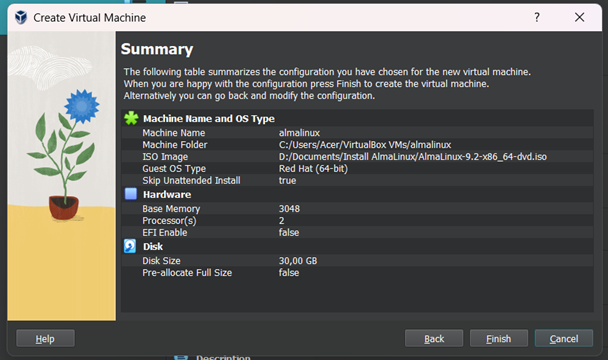 Create Virtual Machine
?
Summary
The following table summarizes the configuration you have chosen for the new virtual machine.
When you are happy with the configuration press Finish to create the virtual machine.
Alternatively you can go back and modify the configuration.
Machine Name and OS Type
Machine Name almalinux
Machine Folder C:/Users/Acer/VirtualBox VMs/almalinux
ISO Image D:/Documents/Install AlmaLinux/AlmaLinux-9.2-x86_64-dvd.iso
Guest OS Type Red Hat (64-bit)
Skip Unattended Install true
Hardware
Base Memory 3048
Processor(s) 2
EFI Enable false
Disk
Disk Size 30,00 GB
Pre-allocate Full Size false
Help Back Finish Cancel
Description